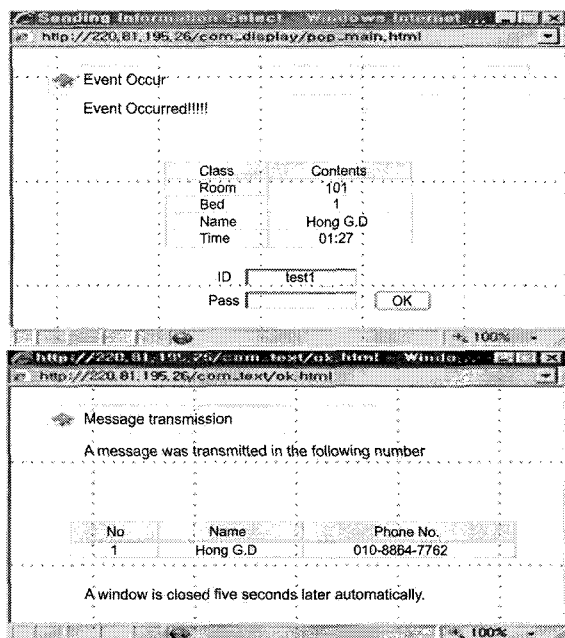 Sending Information Select - Windows Internet ...
http://220.81.195.26/com_display/pop_main.html
Event Occur
Event Occurred!!!!!
Class Contents
Room 101
Bed 1
Name Hong G.D
Time 01:27
ID test1
Pass OK
100%
http://220.81.195.26/com_text/ok.html - Windo...
http://220.81.195.26/com_text/ok.html
Message transmission
A message was transmitted in the following number
No Name Phone No.
1 Hong G.D 010-8864-7762
A window is closed five seconds later automatically.
100%